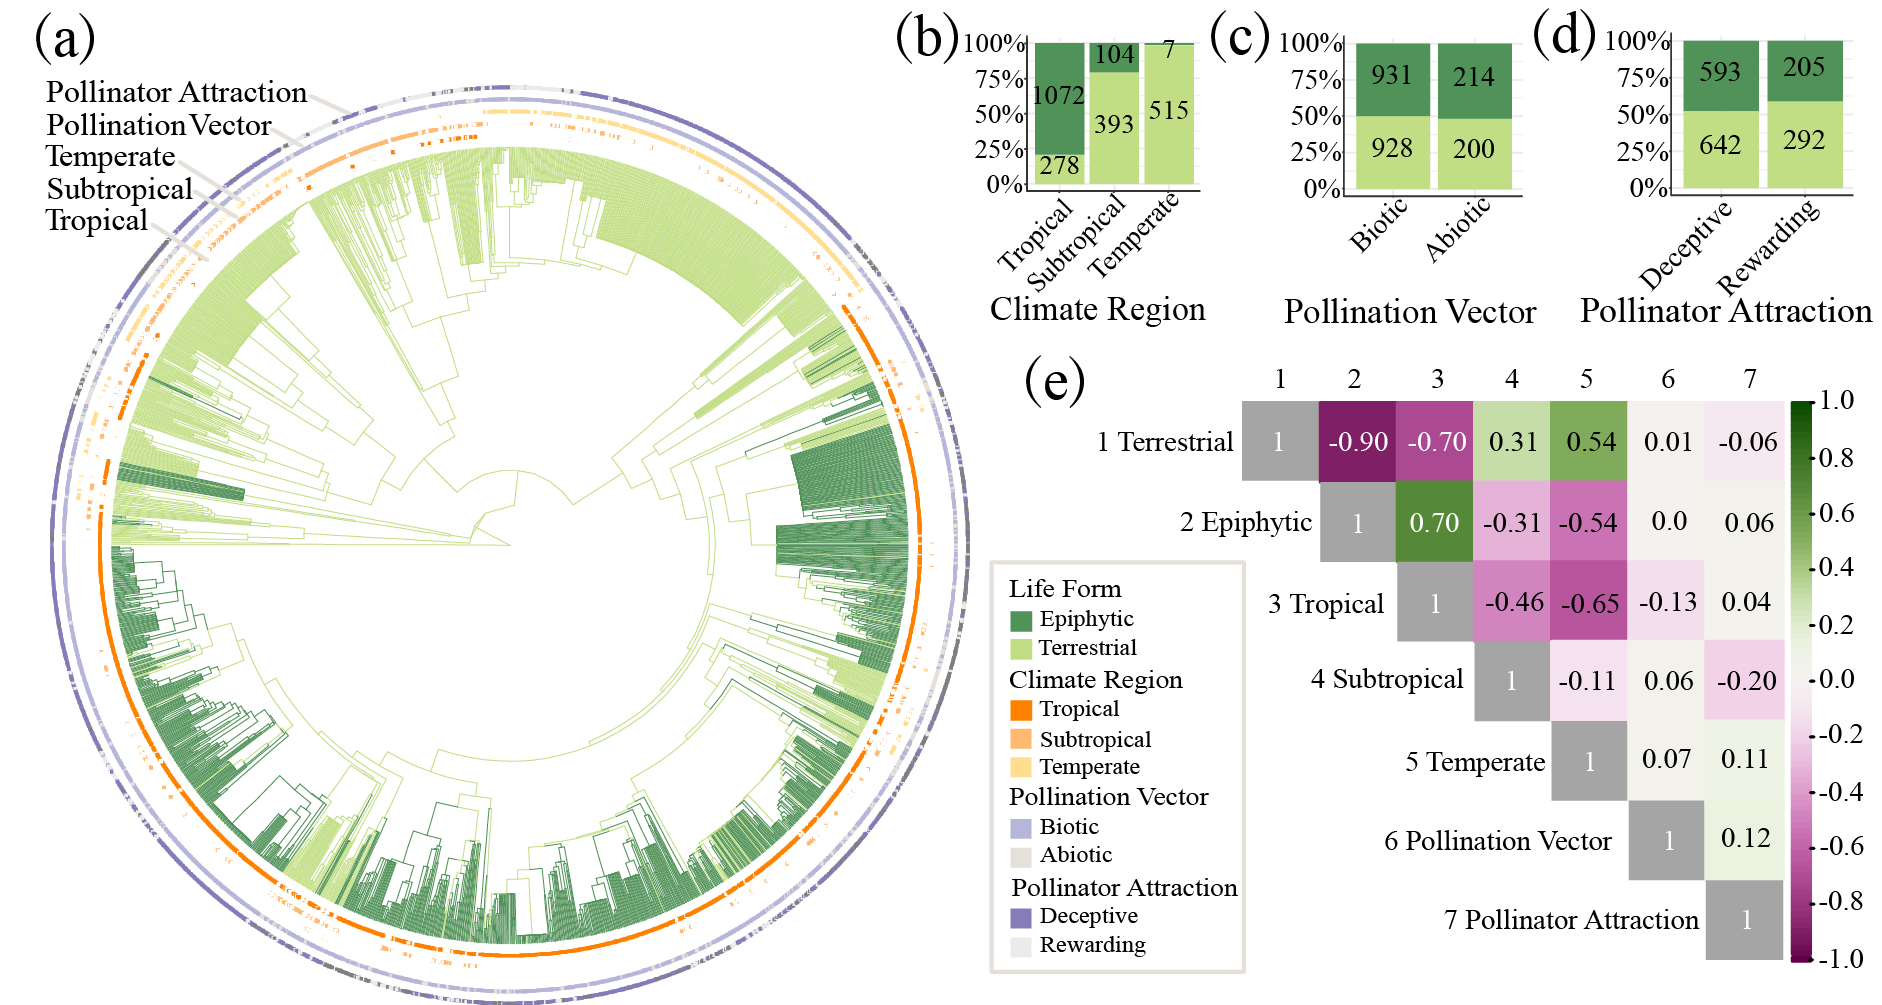 (a)
Pollinator Attraction
Pollination Vector
Temperate
Subtropical
Tropical
(b)
100%
75%
50%
25%
0%
1072
278
104
393
7
515
Tropical
Subtropical
Temperate
Climate Region
(c)
100%
75%
50%
25%
0%
931
928
214
200
Biotic
Abiotic
Pollination Vector
(d)
100%
75%
50%
25%
0%
593
642
205
292
Deceptive
Rewarding
Pollinator Attraction
(e)
1 2 3 4 5 6 7
1 Terrestrial 1 -0.90 -0.70 0.31 0.54 0.01 -0.06
2 Epiphytic 1 0.70 -0.31 -0.54 0.0 0.06
3 Tropical 1 -0.46 -0.65 -0.13 0.04
4 Subtropical 1 -0.11 0.06 -0.20
5 Temperate 1 0.07 0.11
6 Pollination Vector 1 0.12
7 Pollinator Attraction 1
1.0
0.8
0.6
0.4
0.2
0.0
-0.2
-0.4
-0.6
-0.8
-1.0
Life Form
Epiphytic
Terrestrial
Climate Region
Tropical
Subtropical
Temperate
Pollination Vector
Biotic
Abiotic
Pollinator Attraction
Deceptive
Rewarding